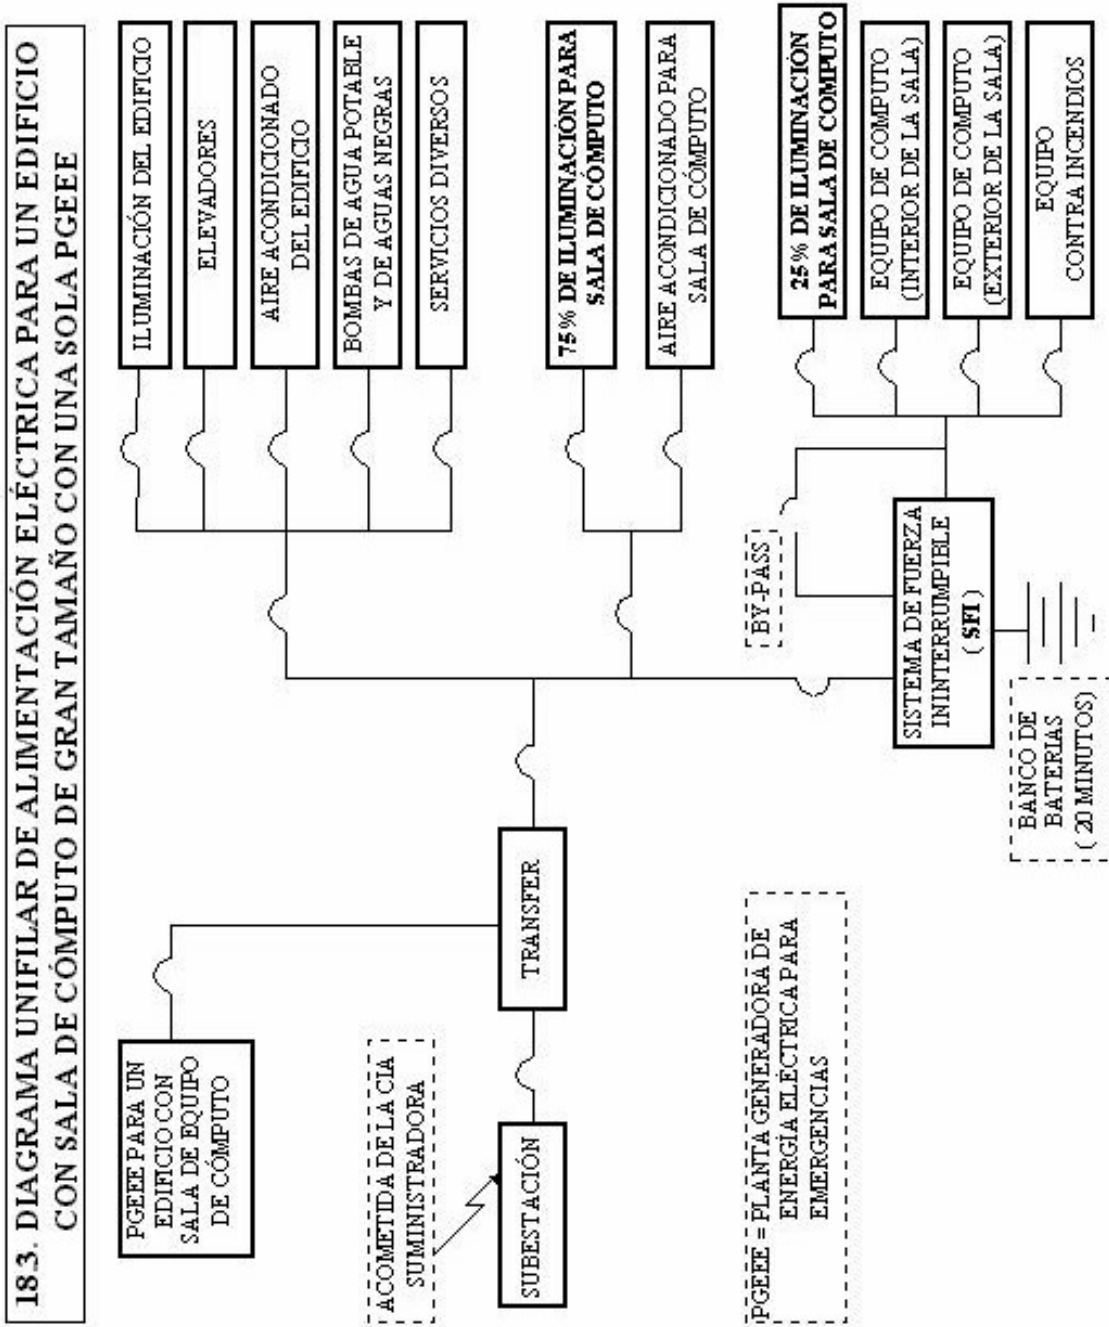 18.3. DIAGRAMA UNIFILAR DE ALIMENTACIÓN ELÉCTRICA PARA UN EDIFICIO
CON SALA DE CÓMPUTO DE GRAN TAMAÑO CON UNA SOLA PGEEE
PGEEE PARA UN
EDIFICIO CON
SALA DE EQUIPO
DE CÓMPUTO
ACOMETIDA DE LA CIA
SUMINISTRADORA
SUBESTACIÓN
TRANSFER
ILUMINACIÓN DEL EDIFICIO
ELEVADORES
AIRE ACONDICIONADO
DEL EDIFICIO
BOMBAS DE AGUA POTABLE
Y DE AGUAS NEGRAS
SERVICIOS DIVERSOS
75% DE ILUMINACIÓN PARA
SALA DE CÓMPUTO
AIRE ACONDICIONADO PARA
SALA DE CÓMPUTO
BY-PASS
25% DE ILUMINACIÓN
PARA SALA DE COMPUTO
EQUIPO DE COMPUTO
(INTERIOR DE LA SALA)
EQUIPO DE COMPUTO
(EXTERIOR DE LA SALA)
EQUIPO
CONTRA INCENDIOS
SISTEMA DE FUERZA
ININTERRUMPIBLE
( SFI )
BANCO DE
BATERIAS
( 20 MINUTOS)
PGEEE = PLANTA GENERADORA DE
ENERGÍA ELÉCTRICA PARA
EMERGENCIAS